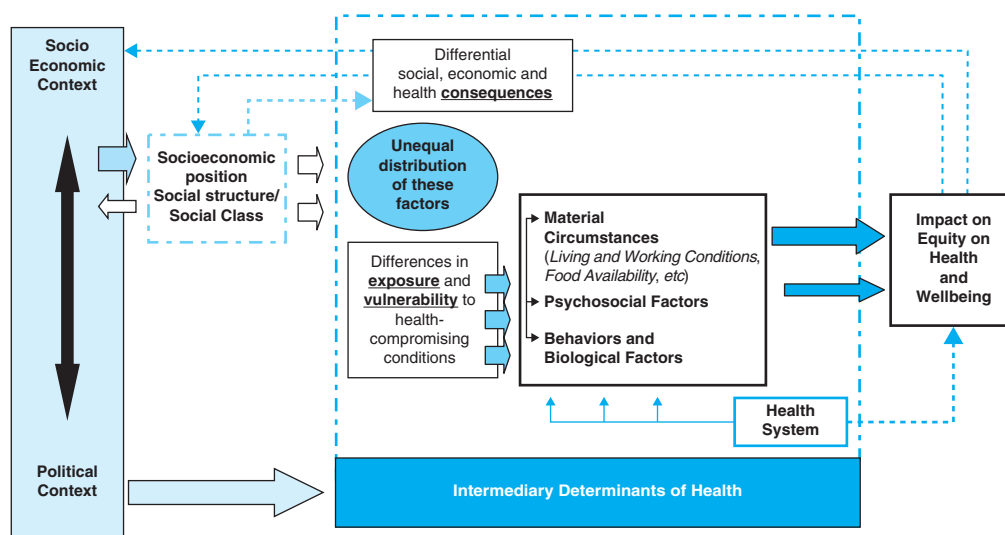 Socio
Economic
Context
Differential
social, economic and
health consequences
Socioeconomic
position
Social structure/
Social Class
Unequal
distribution
of these
factors
Differences in
exposure and
vulnerability to
health-
compromising
conditions
Material
Circumstances
(Living and Working Conditions,
Food Availability, etc)
Psychosocial Factors
Behaviors and
Biological Factors
Impact on
Equity on
Health
and
Wellbeing
Health
System
Political
Context
Intermediary Determinants of Health